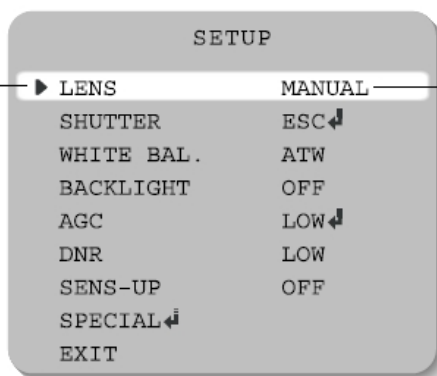 SETUP
LENS MANUAL
SHUTTER ESC↲
WHITE BAL. ATW
BACKLIGHT OFF
AGC LOW↲
DNR LOW
SENS-UP OFF
SPECIAL↲
EXIT